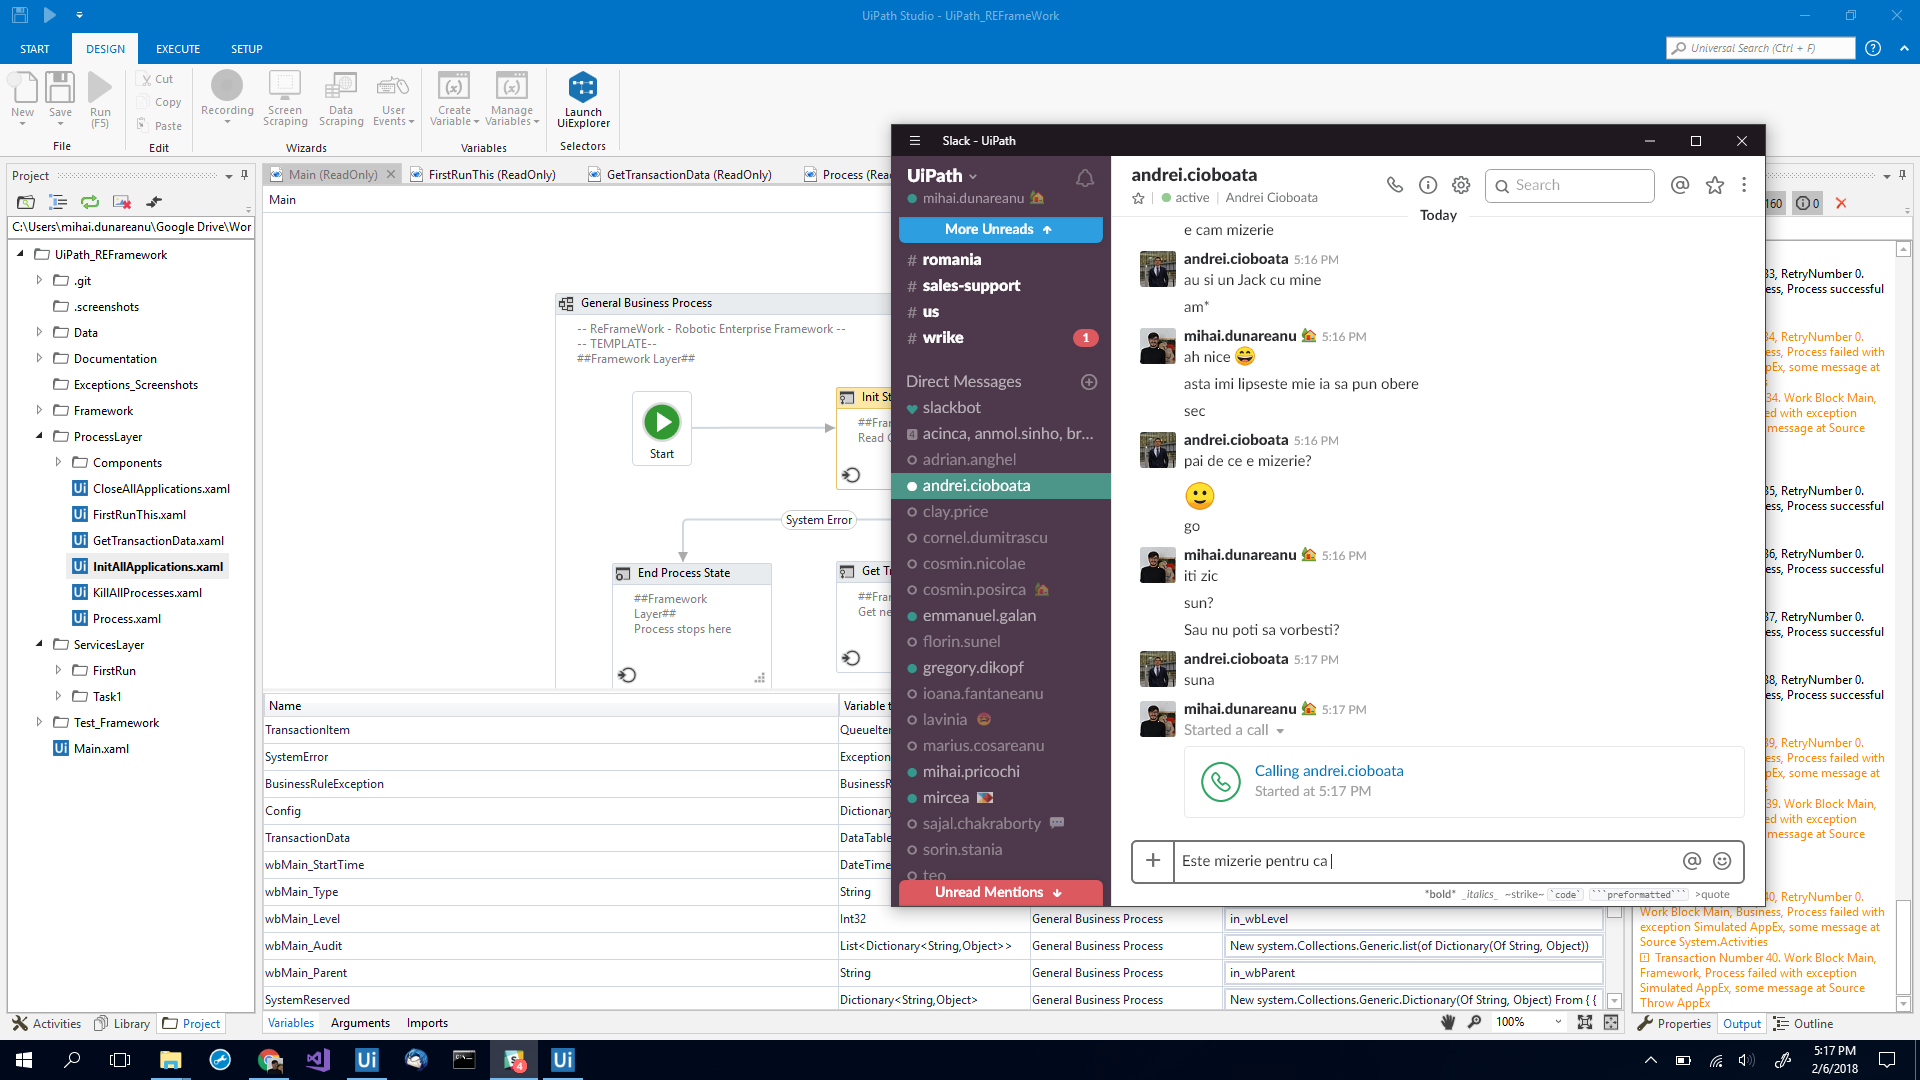 UiPath Studio - UiPath_REFrameWork
START
DESIGN
EXECUTE
SETUP
Universal Search (Ctrl + F)
New
Save
Run
(F5)
File
Cut
Copy
Paste
Edit
Recording
Screen
Scraping
Data
Scraping
User
Events
Wizards
Create
Variable
Manage
Variables
Variables
Launch
UiExplorer
Selectors
Project
C:\Users\mihai.dunareanu\Google Drive\Wor
UiPath_REFramework
.git
.screenshots
Data
Documentation
Exceptions_Screenshots
Framework
ProcessLayer
Components
CloseAllApplications.xaml
FirstRunThis.xaml
GetTransactionData.xaml
InitAllApplications.xaml
KillAllProcesses.xaml
Process.xaml
ServicesLayer
FirstRun
Task1
Test_Framework
Main.xaml
Activities
Library
Project
Main (ReadOnly)
FirstRunThis (ReadOnly)
GetTransactionData (ReadOnly)
Process (Rea
Main
General Business Process
-- ReFrameWork - Robotic Enterprise Framework --
-- TEMPLATE--
##Framework Layer##
Start
Init St
##Fran
Read C
System Error
End Process State
##Framework
Layer##
Process stops here
Get Tr
##Fran
Get ne
Name
Variable t
TransactionItem
QueueIter
SystemError
Exception
BusinessRuleException
BusinessR
Config
Dictionary
TransactionData
DataTable
wbMain_StartTime
DateTime
wbMain_Type
String
wbMain_Level
Int32
General Business Process
in_wbLevel
wbMain_Audit
List<Dictionary<String,Object>>
General Business Process
New system.Collections.Generic.list(of Dictionary(Of String, Object))
wbMain_Parent
String
General Business Process
in_wbParent
SystemReserved
Dictionary<String,Object>
General Business Process
New system.Collections.Generic.Dictionary(Of String, Object) From { {
Variables
Arguments
Imports
100%
Slack - UiPath
UiPath
mihai.dunareanu
More Unreads
# romania
# sales-support
# us
# wrike
1
Direct Messages
slackbot
4 acinca, anmol.sinho, br...
adrian.anghel
andrei.cioboata
clay.price
cornel.dumitrascu
cosmin.nicolae
cosmin.posirca
emmanuel.galan
florin.sunel
gregory.dikopf
ioana.fantaneanu
lavinia
marius.cosareanu
mihai.pricochi
mircea
sajal.chakraborty
sorin.stania
teo
Unread Mentions
andrei.cioboata
active
Andrei Cioboata
Search
Today
e cam mizerie
andrei.cioboata 5:16 PM
au si un Jack cu mine
am*
mihai.dunareanu 5:16 PM
ah nice
asta imi lipseste mie ia sa pun obere
sec
andrei.cioboata 5:16 PM
pai de ce e mizerie?
go
mihai.dunareanu 5:16 PM
iti zic
sun?
Sau nu poti sa vorbesti?
andrei.cioboata 5:17 PM
suna
mihai.dunareanu 5:17 PM
Started a call
Calling andrei.cioboata
Started at 5:17 PM
Este mizerie pentru ca
*bold* _italics_ ~strike~ `code` ```preformatted``` >quote
160
0
33, RetryNumber 0.
ess, Process successful
34, RetryNumber 0.
ess, Process failed with
pEx, some message at
s
34. Work Block Main,
ed with exception
message at Source
35, RetryNumber 0.
ess, Process successful
36, RetryNumber 0.
ess, Process successful
37, RetryNumber 0.
ess, Process successful
38, RetryNumber 0.
ess, Process successful
39, RetryNumber 0.
ess, Process failed with
pEx, some message at
s
39. Work Block Main,
ed with exception
message at Source
40, RetryNumber 0.
Work Block Main, Business, Process failed with
exception Simulated AppEx, some message at
Source System.Activities
Transaction Number 40. Work Block Main,
Framework, Process failed with exception
Simulated AppEx, some message at Source
Throw AppEx
Properties
Output
Outline
4
5:17 PM
2/6/2018